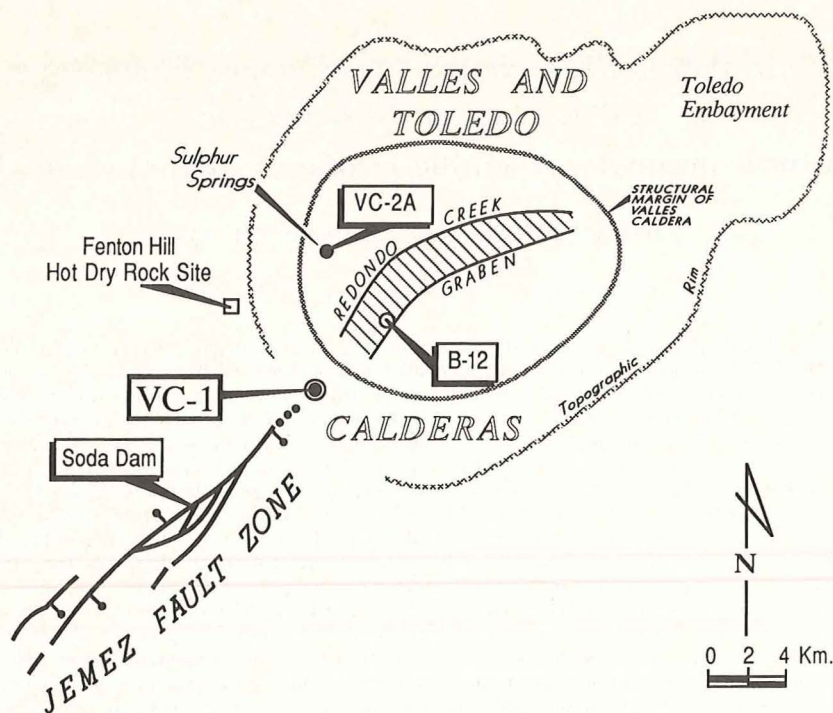 VALLES AND
TOLEDO
Toledo
Embayment
Sulphur
Springs
VC-2A
STRUCTURAL
MARGIN OF
VALLES
CALDERA
Fenton Hill
Hot Dry Rock Site
REDONDO CREEK
GRABEN
Rim
B-12
VC-1
Topographic
CALDERAS
Soda Dam
JEMEZ FAULT ZONE
N
0 2 4 Km.